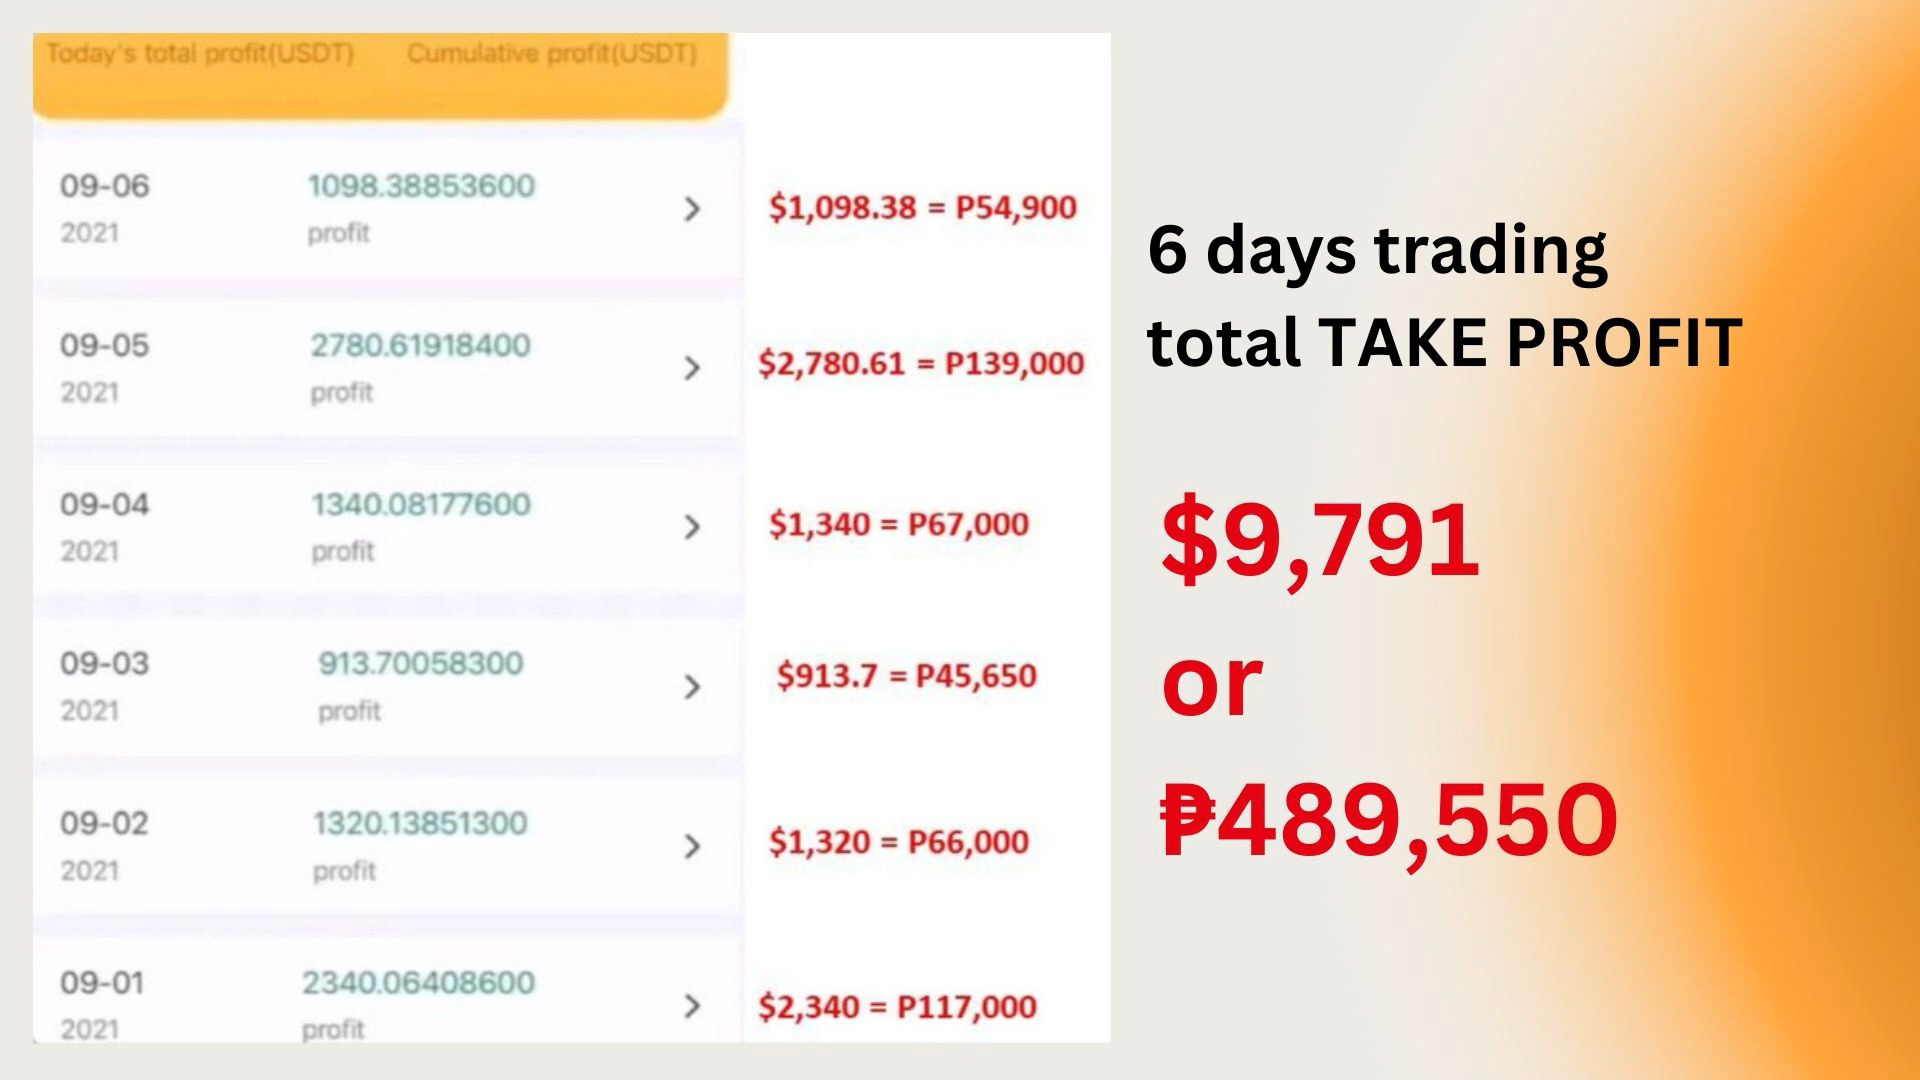 Today's total profit(USDT) Cumulative profit(USDT)
09-06 1098.38853600
2021 profit
$1,098.38 = P54,900
09-05 2780.61918400
2021 profit
$2,780.61 = P139,000
09-04 1340.08177600
2021 profit
$1,340 = P67,000
09-03 913.70058300
2021 profit
$913.7 = P45,650
09-02 1320.13851300
2021 profit
$1,320 = P66,000
09-01 2340.06408600
2021 profit
$2,340 = P117,000
6 days trading
total TAKE PROFIT
$9,791
or
₱489,550